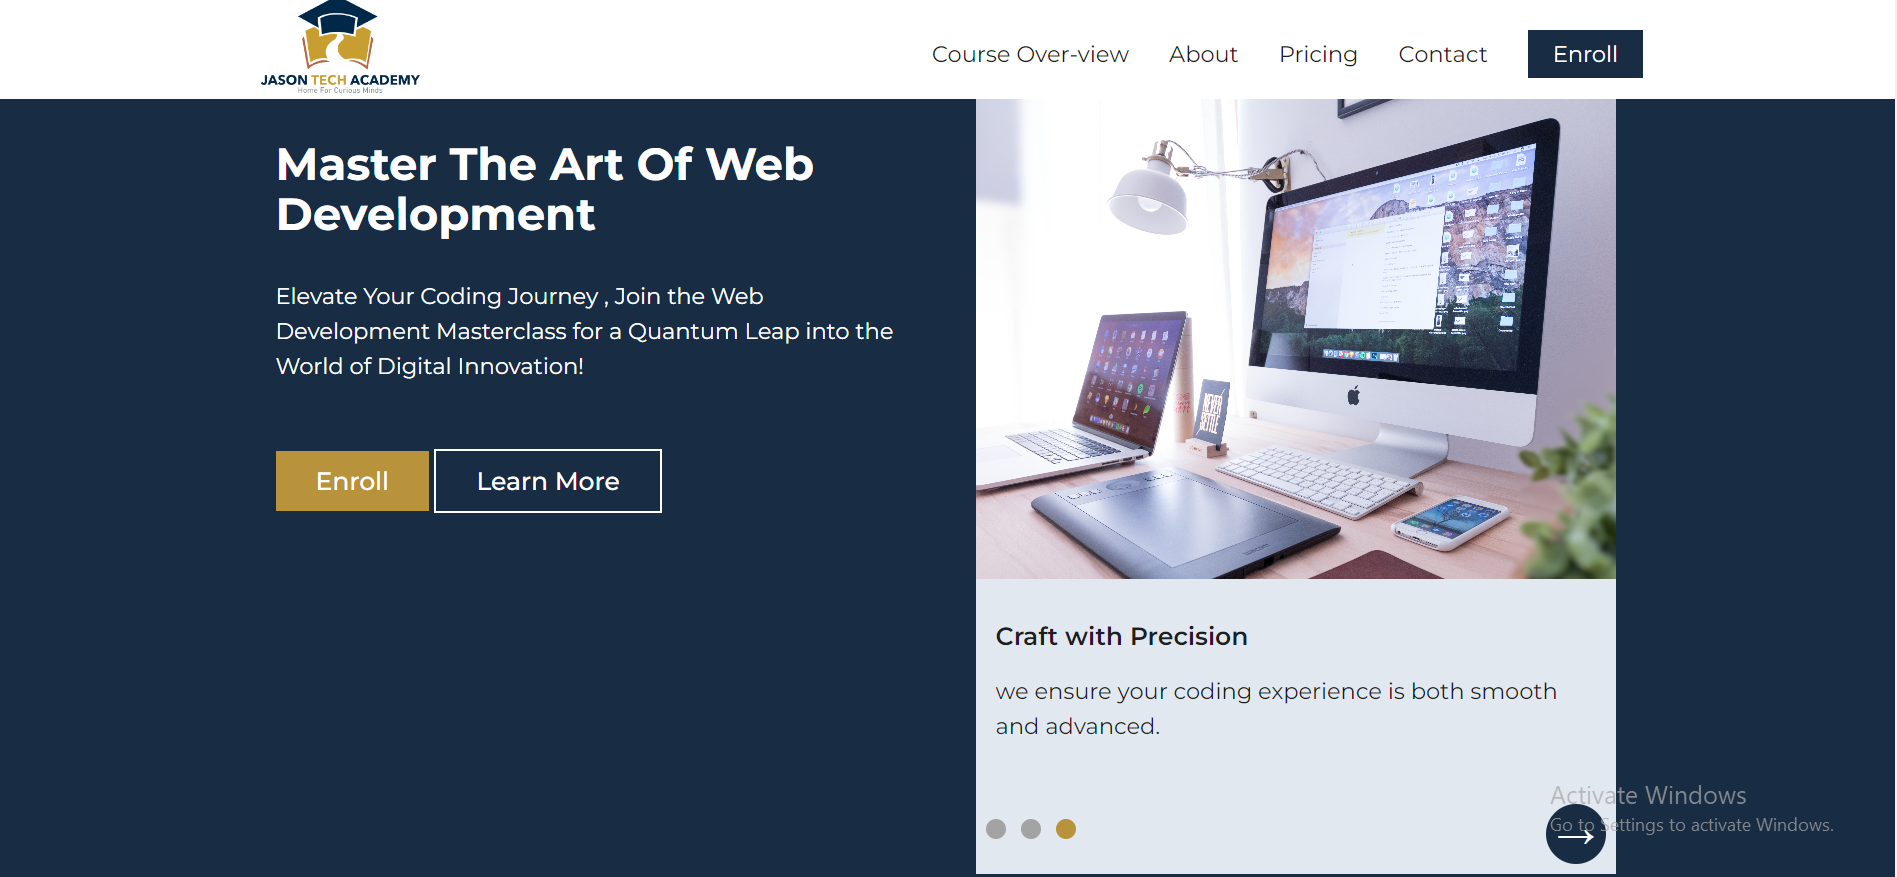 JASON TECH ACADEMY
Home For Curious Minds
Course Over-view
About
Pricing
Contact
Enroll
Master The Art Of Web
Development
Elevate Your Coding Journey , Join the Web
Development Masterclass for a Quantum Leap into the
World of Digital Innovation!
Enroll
Learn More
NEVER
SETTLE
Craft with Precision
we ensure your coding experience is both smooth
and advanced.
Activate Windows
Go to Settings to activate Windows.